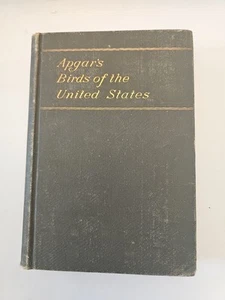 Apgar's
Birds of the
United States